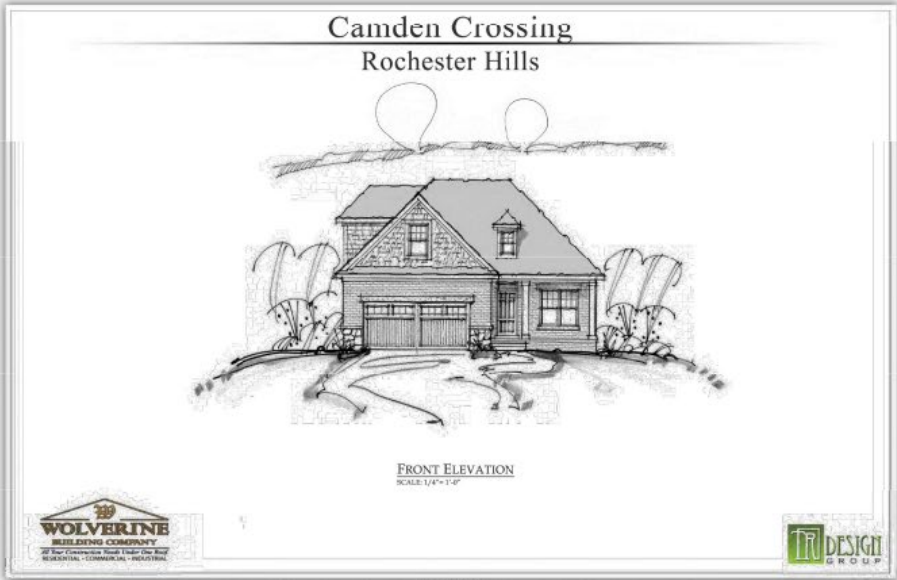 Camden Crossing
Rochester Hills
FRONT ELEVATION
SCALE: 1/4"= 1'-0"
W
WOLVERINE
BUILDING COMPANY
All Your Construction Needs Under One Roof
RESIDENTIAL - COMMERCIAL - INDUSTRIAL
TR DESIGN
GROUP